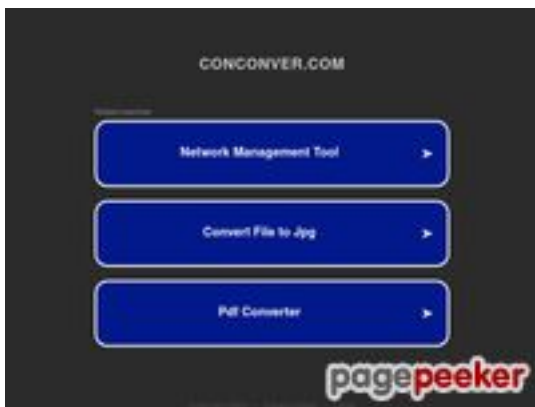 CONCONVER.COM
Network Management Tool
Convert File to Jpg
Pdf Converter
pagepeeker